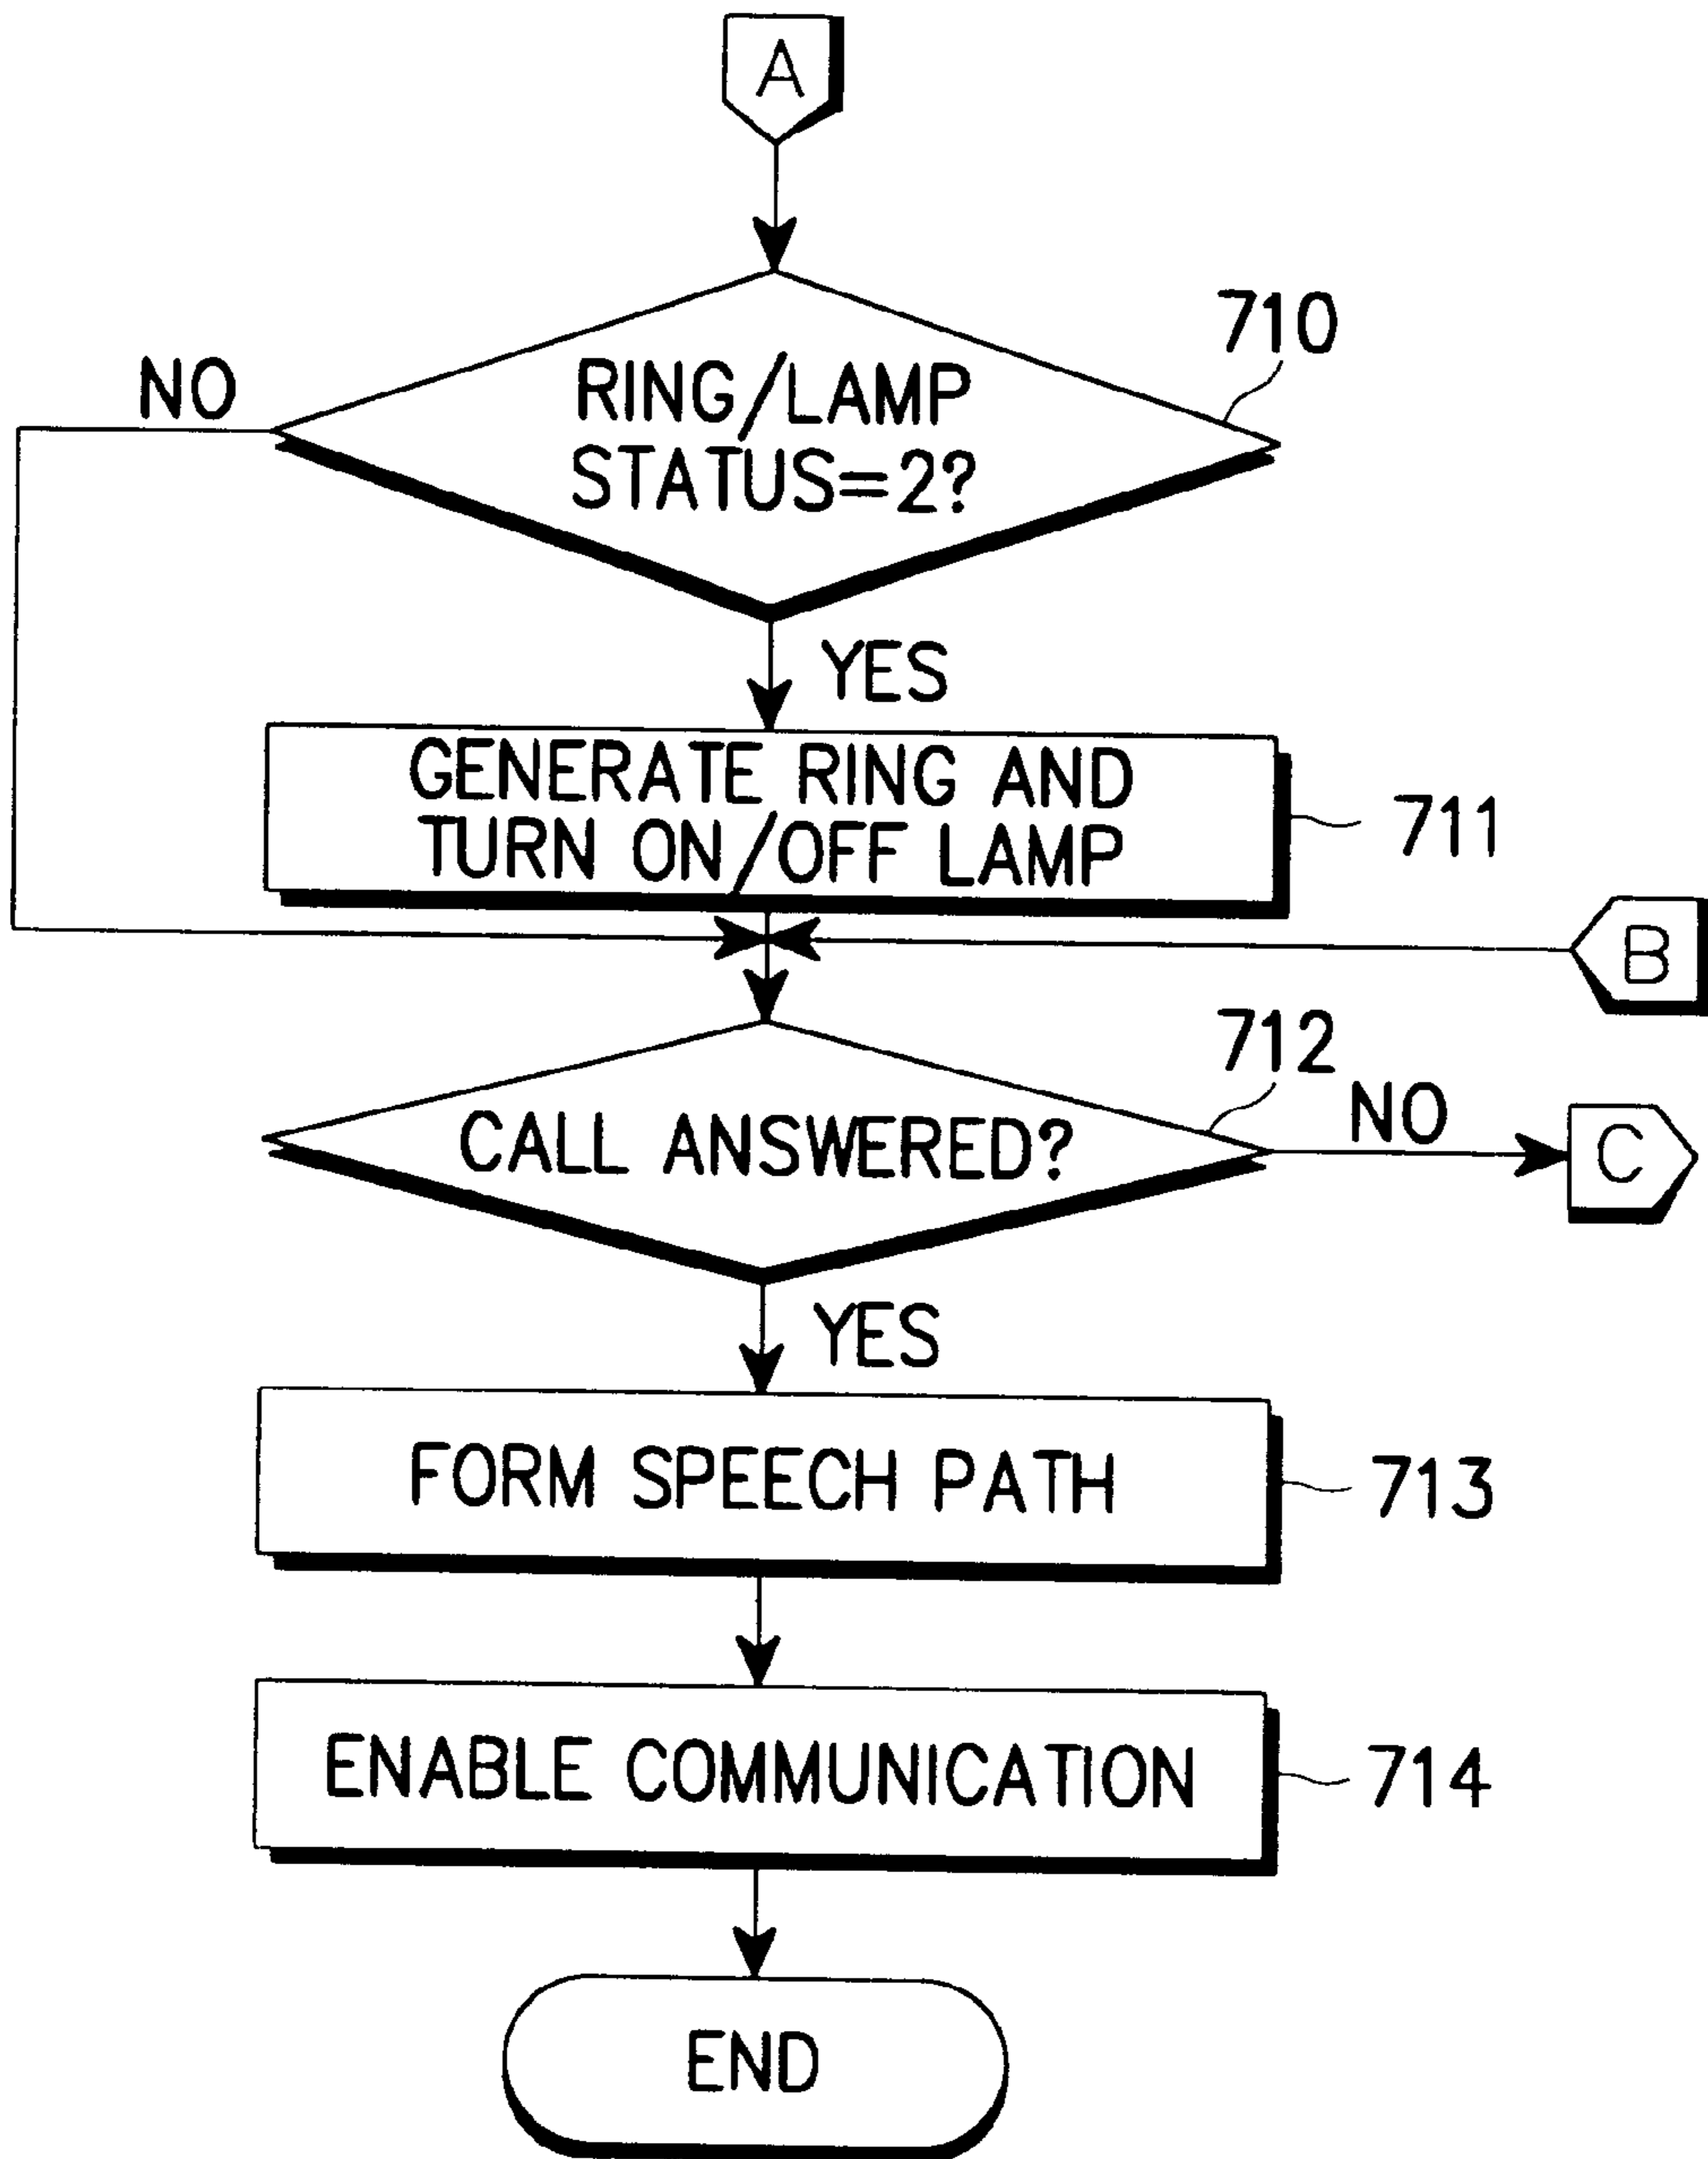 A
710
NO
RING/LAMP
STATUS=2?
YES
GENERATE RING AND
TURN ON/OFF LAMP
711
B
712
NO
CALL ANSWERED?
C
YES
FORM SPEECH PATH
713
ENABLE COMMUNICATION
714
END